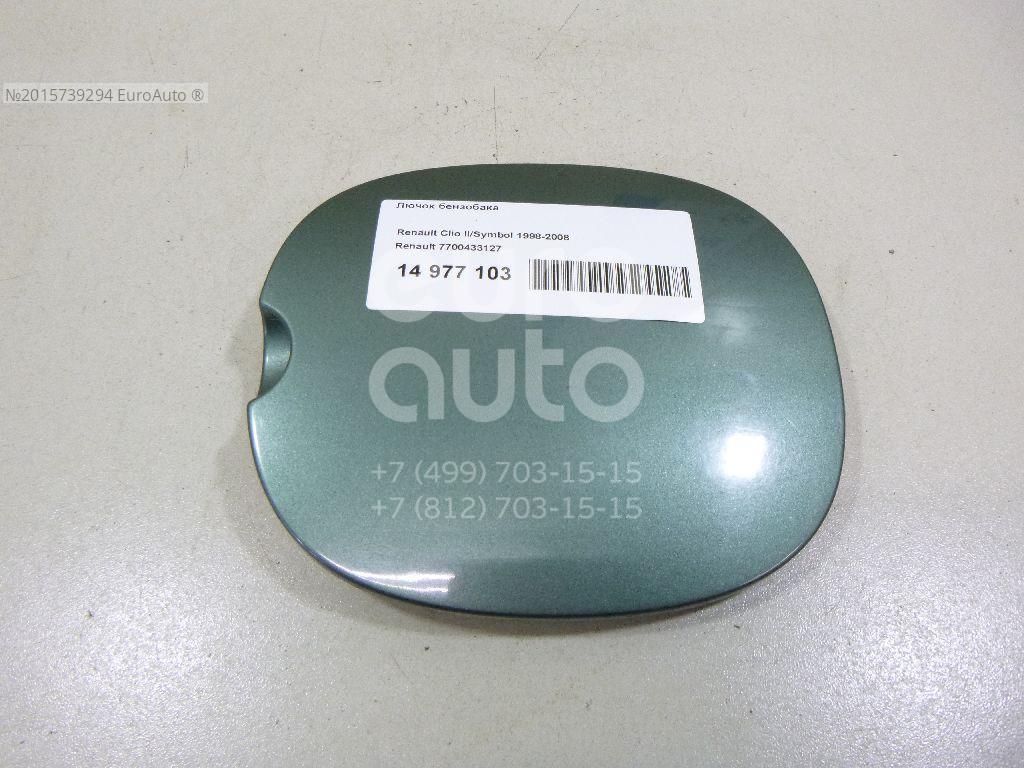 №2015739294 EuroAuto ®
Лючок бензобака
Renault Clio II/Symbol 1998-2008
Renault 7700433127
14 977 103
euro
auto
+7 (499) 703-15-15
+7 (812) 703-15-15